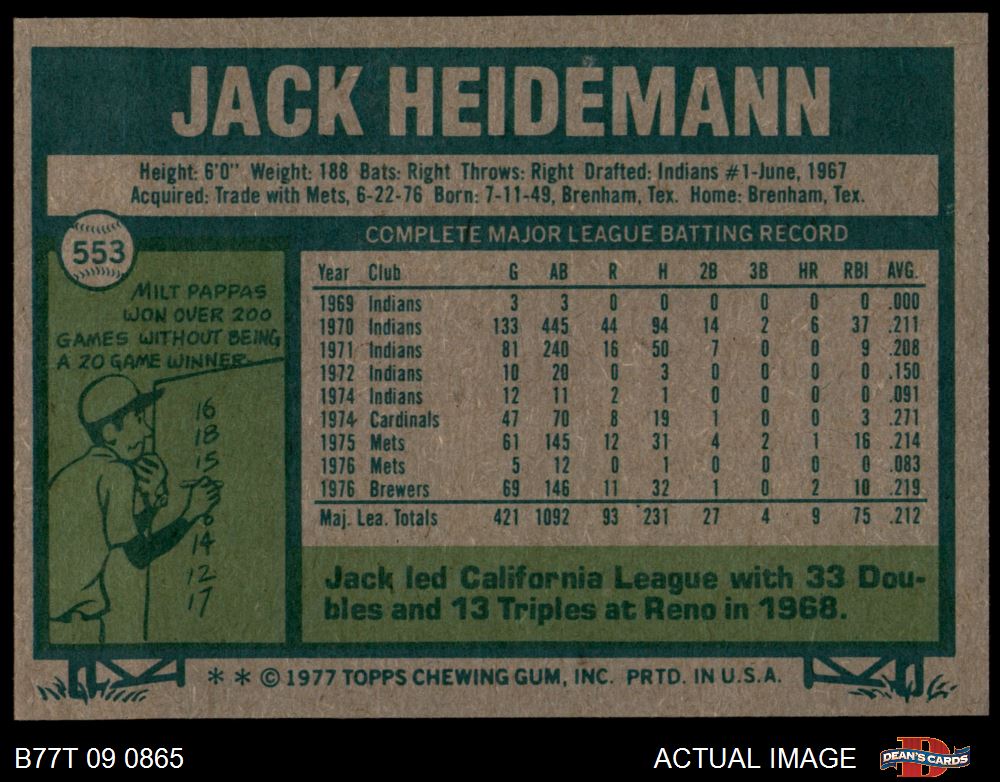 JACK HEIDEMANN
Height: 6'0" Weight: 188 Bats: Right Throws: Right Drafted: Indians #1-June, 1967
Acquired: Trade with Mets, 6-22-76 Born: 7-11-49, Brenham, Tex. Home: Brenham, Tex.
553
MILT PAPPAS
WON OVER 200
GAMES WITHOUT BEING
A 20 GAME WINNER
16
18
15
14
12
17
COMPLETE MAJOR LEAGUE BATTING RECORD
Year Club G AB R H 2B 3B HR RBI AVG.
1969 Indians 3 3 0 0 0 0 0 0 .000
1970 Indians 133 445 44 94 14 2 6 37 .211
1971 Indians 81 240 16 50 7 0 0 9 .208
1972 Indians 10 20 0 3 0 0 0 0 .150
1974 Indians 12 11 2 1 0 0 0 0 .091
1974 Cardinals 47 70 8 19 1 0 0 3 .271
1975 Mets 61 145 12 31 4 2 1 16 .214
1976 Mets 5 12 0 1 0 0 0 0 .083
1976 Brewers 69 146 11 32 1 0 2 10 .219
Maj. Lea. Totals 421 1092 93 231 27 4 9 75 .212
Jack led California League with 33 Dou-
bles and 13 Triples at Reno in 1968.
* * © 1977 TOPPS CHEWING GUM, INC. PRTD. IN U.S.A.
B77T 09 0865
ACTUAL IMAGE
D
DEAN'S CARDS